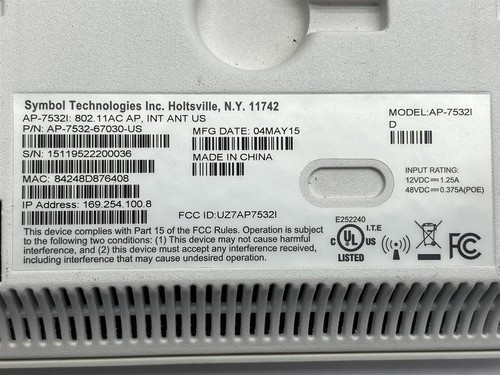 Symbol Technologies Inc. Holtsville, N.Y. 11742
AP-7532I: 802.11AC AP, INT ANT US
P/N: AP-7532-67030-US
MFG DATE: 04MAY15
MODEL:AP-7532I
D
S/N: 15119522200036
MADE IN CHINA
MAC: 84248D876408
INPUT RATING:
12VDC⎓1.25A
48VDC⎓0.375A(POE)
IP Address: 169.254.100.8
FCC ID:UZ7AP7532I
This device complies with Part 15 of the FCC Rules. Operation is subject
to the following two conditions: (1) This device may not cause harmful
interference, and (2) this device must accept any interference received,
including interference that may cause undesired operation.
E252240
I.T.E
c UL US
LISTED
FC